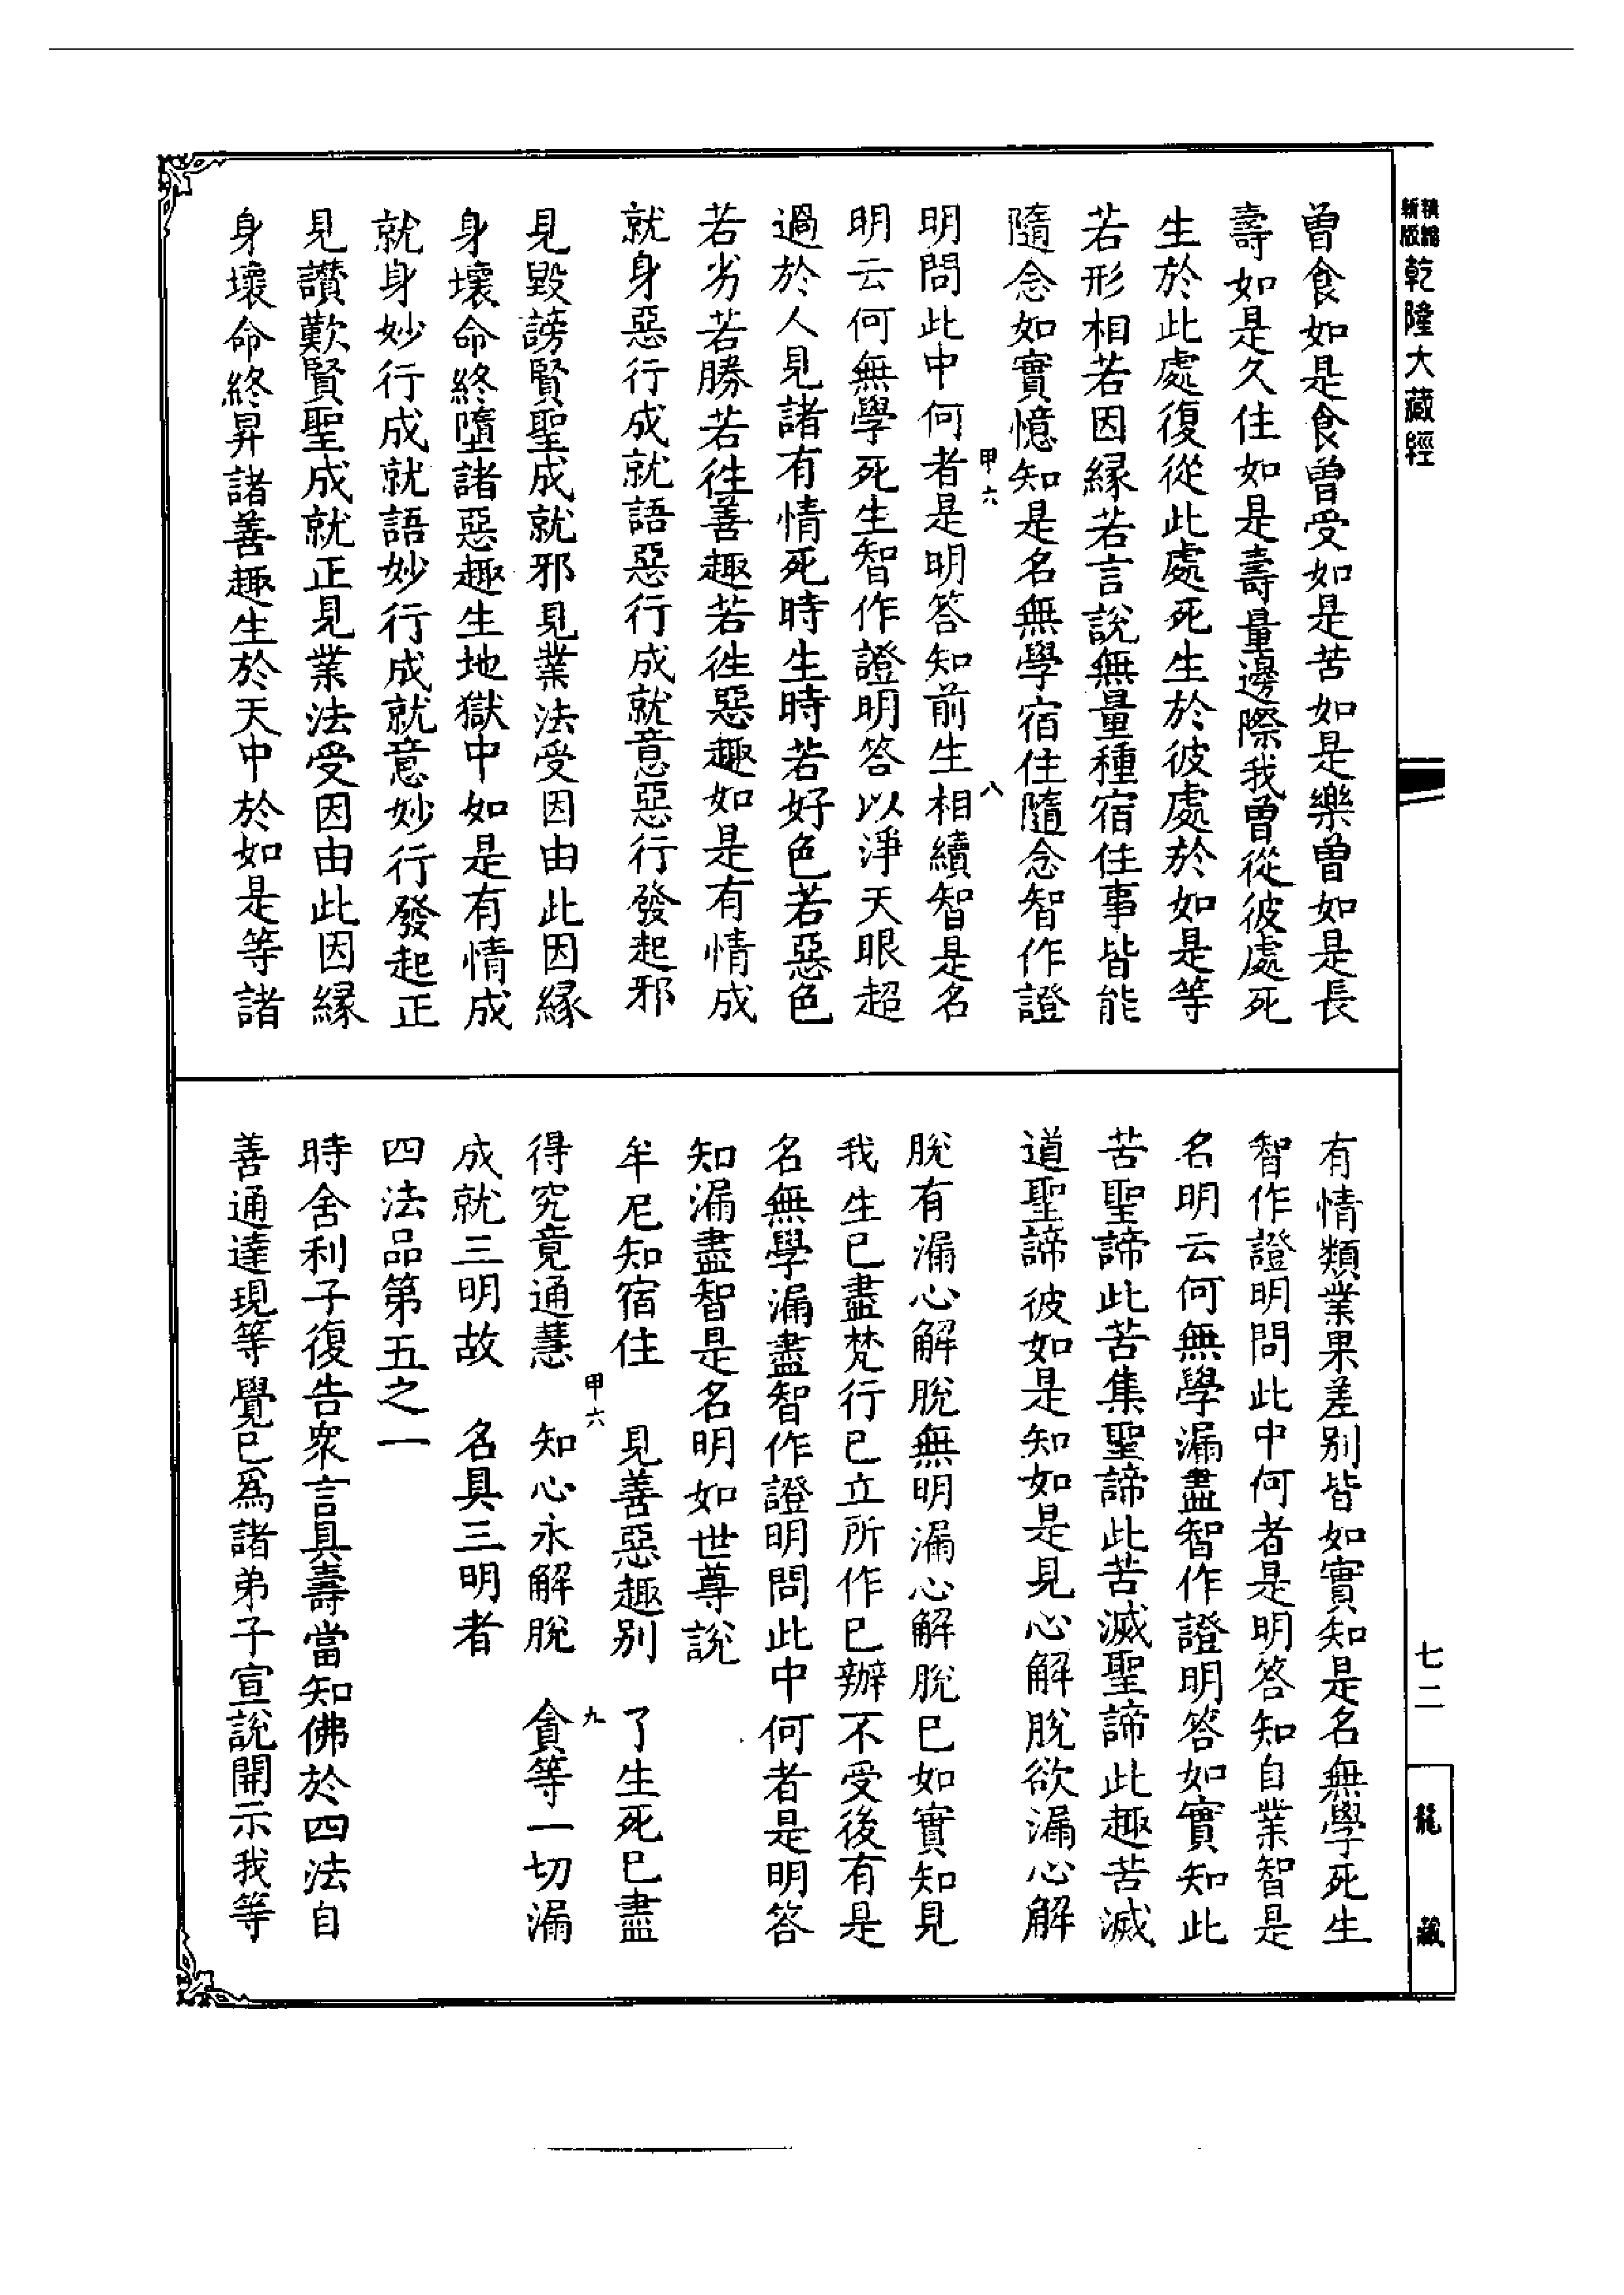 精編新版乾隆大藏經
曾食如是食曾受如是苦如是樂曾如是長
壽如是久住如是壽量邊際我曾從彼處死
生於此處復從此處死生於彼處於如是等
若形相若因緣若言說無量種宿住事皆能
隨念如實憶知是名無學宿住隨念智作證
甲六
八
明問此中何者是明答知前生相續智是名
明云何無學死生智作證明答以淨天眼超
過於人見諸有情死時生時若好色若惡色
若劣若勝若往善趣若往惡趣如是有情成
就身惡行成就語惡行成就意惡行發起邪
見毀謗賢聖成就邪見業法受因由此因緣
身壞命終墮諸惡趣生地獄中如是有情成
就身妙行成就語妙行成就意妙行發起正
見讚歎賢聖成就正見業法受因由此因緣
身壞命終昇諸善趣生於天中於如是等諸
有情類業果差別皆如實知是名無學死生
智作證明問此中何者是明答知自業智是
名明云何無學漏盡智作證明答如實知此
苦聖諦此苦集聖諦此苦滅聖諦此趣苦滅
道聖諦彼如是知如是見心解脫欲漏心解
脫有漏心解脫無明漏心解脫已如實知見
我生已盡梵行已立所作已辦不受後有是
名無學漏盡智作證明問此中何者是明答
知漏盡智是名明如世尊說
牟尼知宿住　見善惡趣別　了生死已盡
甲六
九
得究竟通慧　知心永解脫　貪等一切漏
成就三明故　名具三明者
四法品第五之一
時舍利子復告衆言具壽當知佛於四法自
善通達現等覺已爲諸弟子宣說開示我等
七二
龍藏